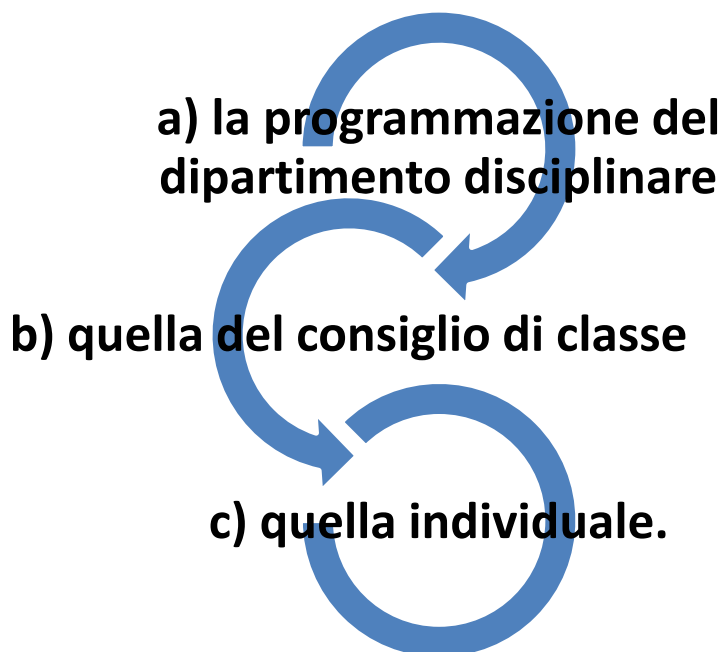 a) la programmazione del
dipartimento disciplinare
b) quella del consiglio di classe
c) quella individuale.